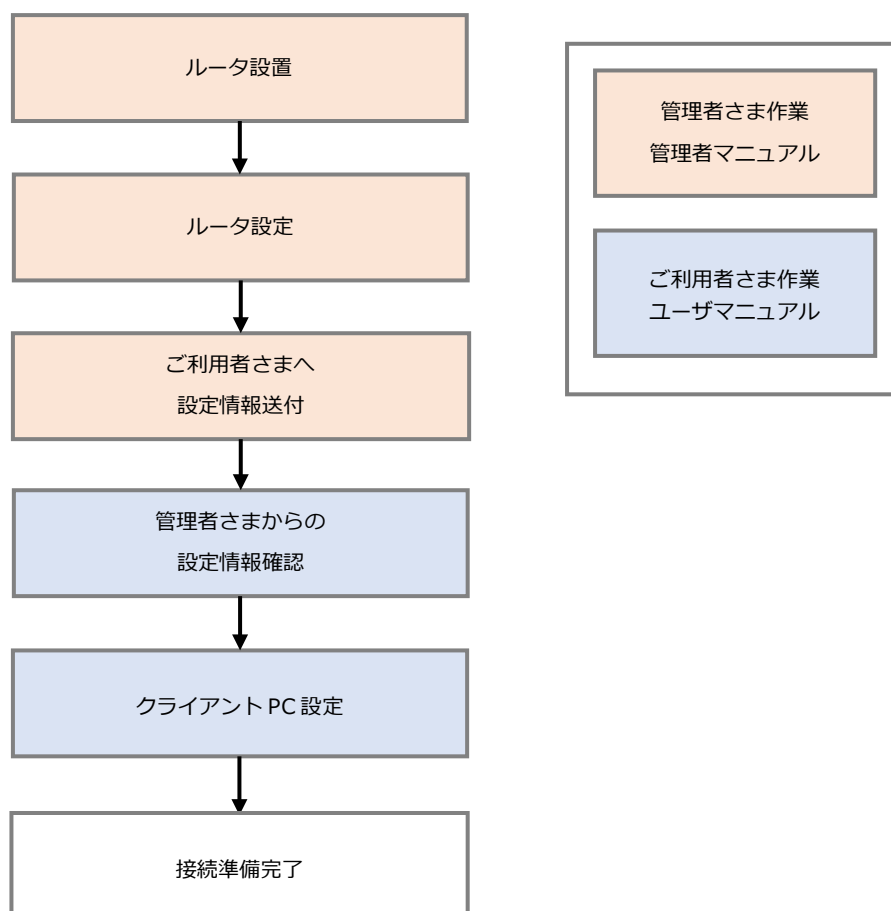 ルータ設置
ルータ設定
ご利用者さまへ
設定情報送付
管理者さまからの
設定情報確認
クライアント PC 設定
接続準備完了
管理者さま作業
管理者マニュアル
ご利用者さま作業
ユーザマニュアル